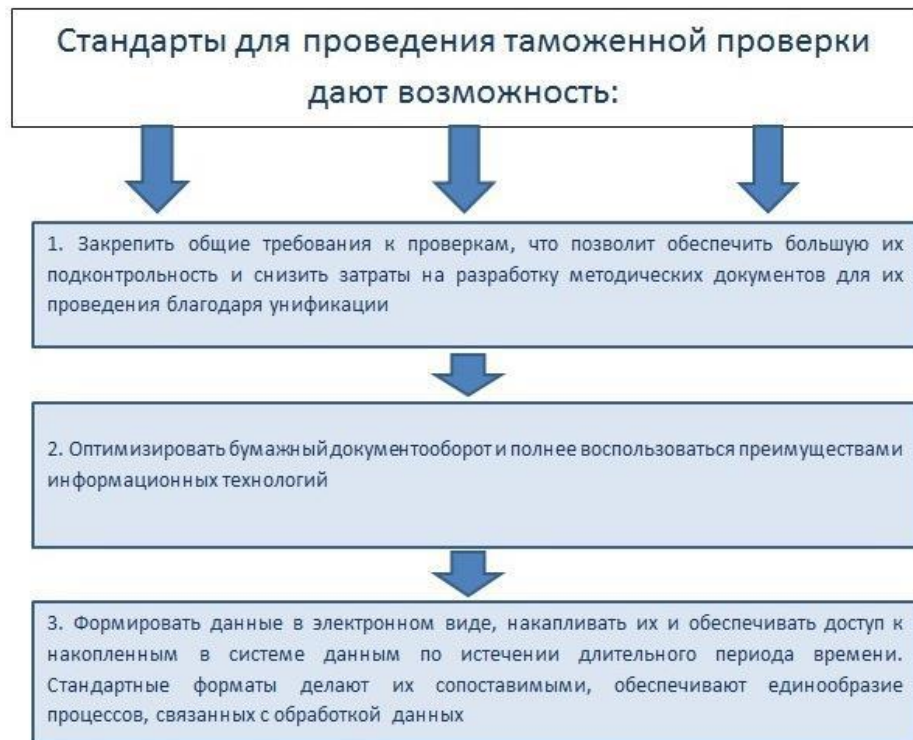 Стандарты для проведения таможенной проверки
дают возможность:
1. Закрепить общие требования к проверкам, что позволит обеспечить большую их
подконтрольность и снизить затраты на разработку методических документов для их
проведения благодаря унификации
2. Оптимизировать бумажный документооборот и полнее воспользоваться преимуществами
информационных технологий
3. Формировать данные в электронном виде, накапливать их и обеспечивать доступ к
накопленным в системе данным по истечении длительного периода времени.
Стандартные форматы делают их сопоставимыми, обеспечивают единообразие
процессов, связанных с обработкой данных